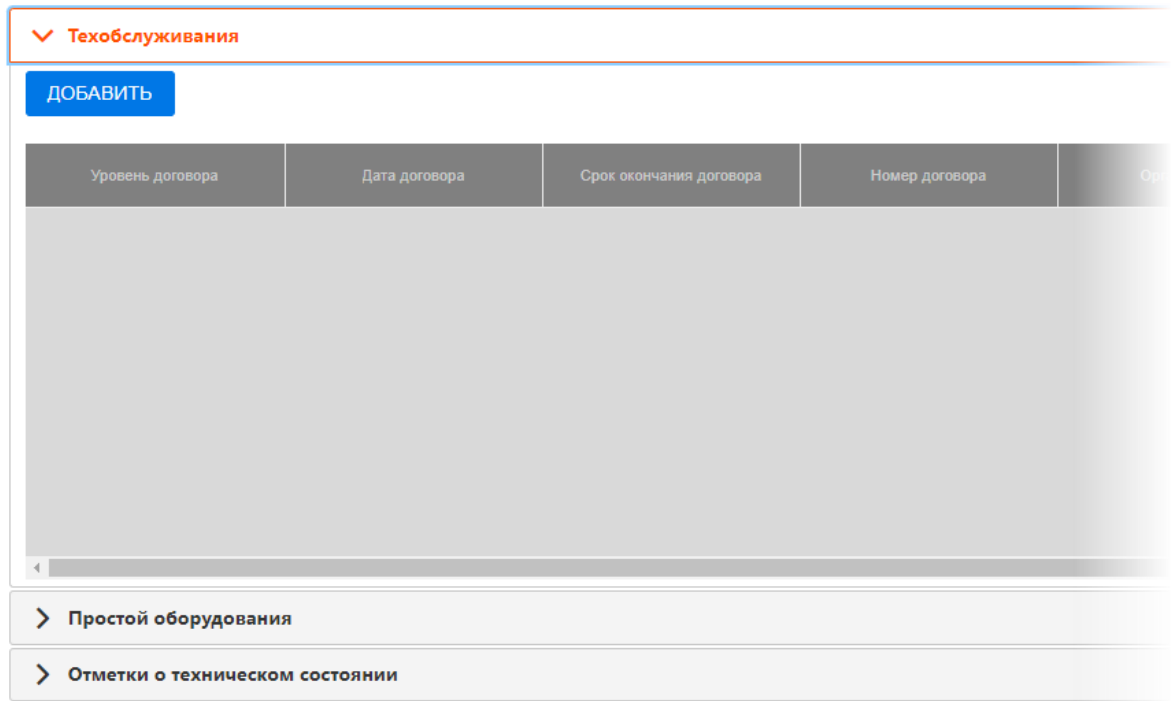 Техобслуживания
ДОБАВИТЬ
Уровень договора Дата договора Срок окончания договора Номер договора
Простой оборудования
Отметки о техническом состоянии